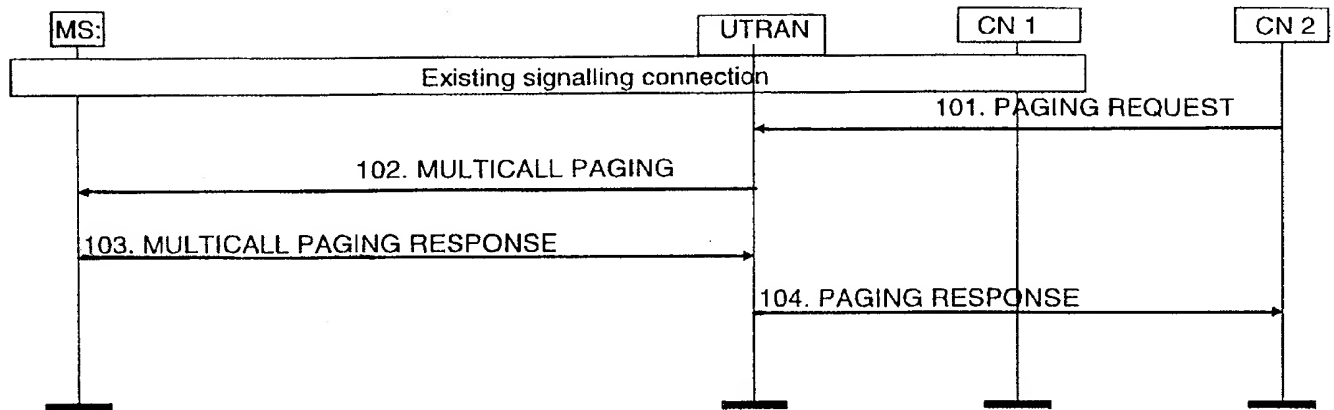 MS:
UTRAN
CN 1
CN 2
Existing signalling connection
101. PAGING REQUEST
102. MULTICALL PAGING
103. MULTICALL PAGING RESPONSE
104. PAGING RESPONSE